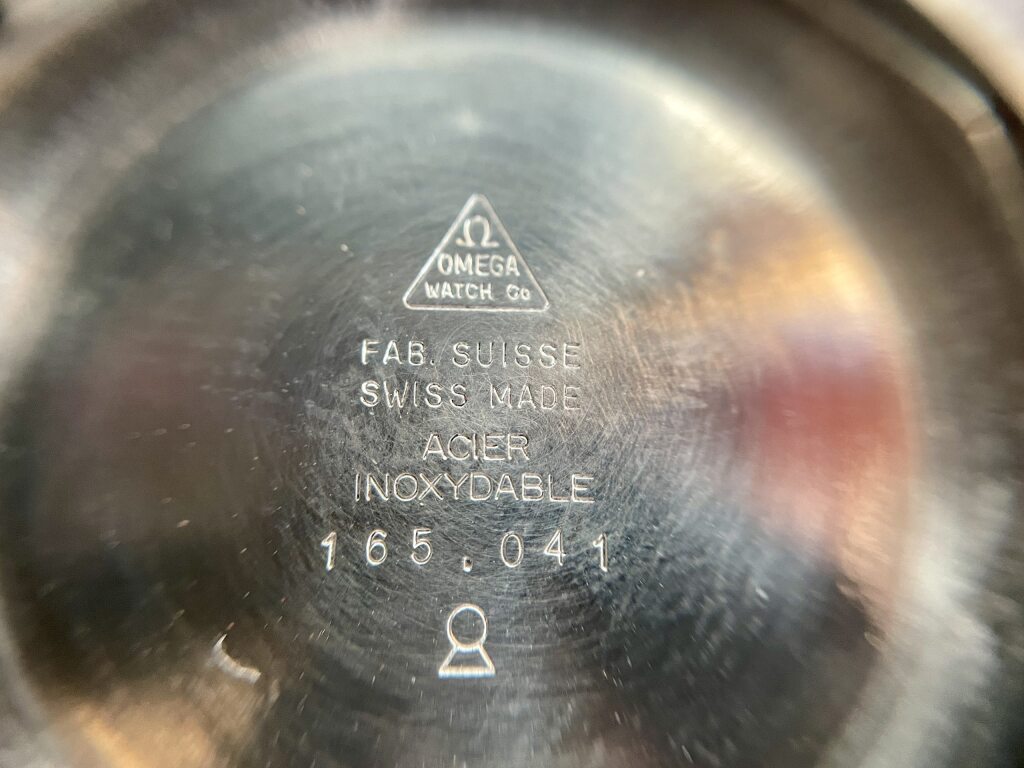 Ω
OMEGA
WATCH Co
FAB. SUISSE
SWISS MADE
ACIER
INOXYDABLE
165.041